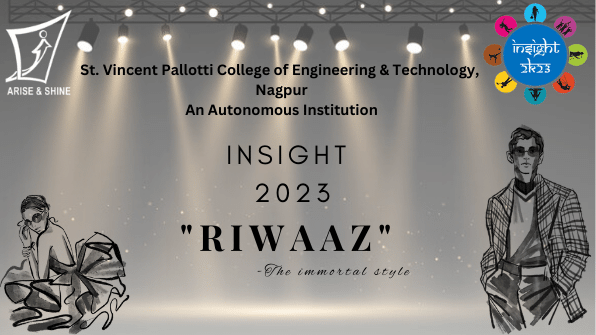 ARISE & SHINE
insight
2K23
St. Vincent Pallotti College of Engineering & Technology,
Nagpur
An Autonomous Institution
INSIGHT
2023
"RIWAAZ"
-The immortal style